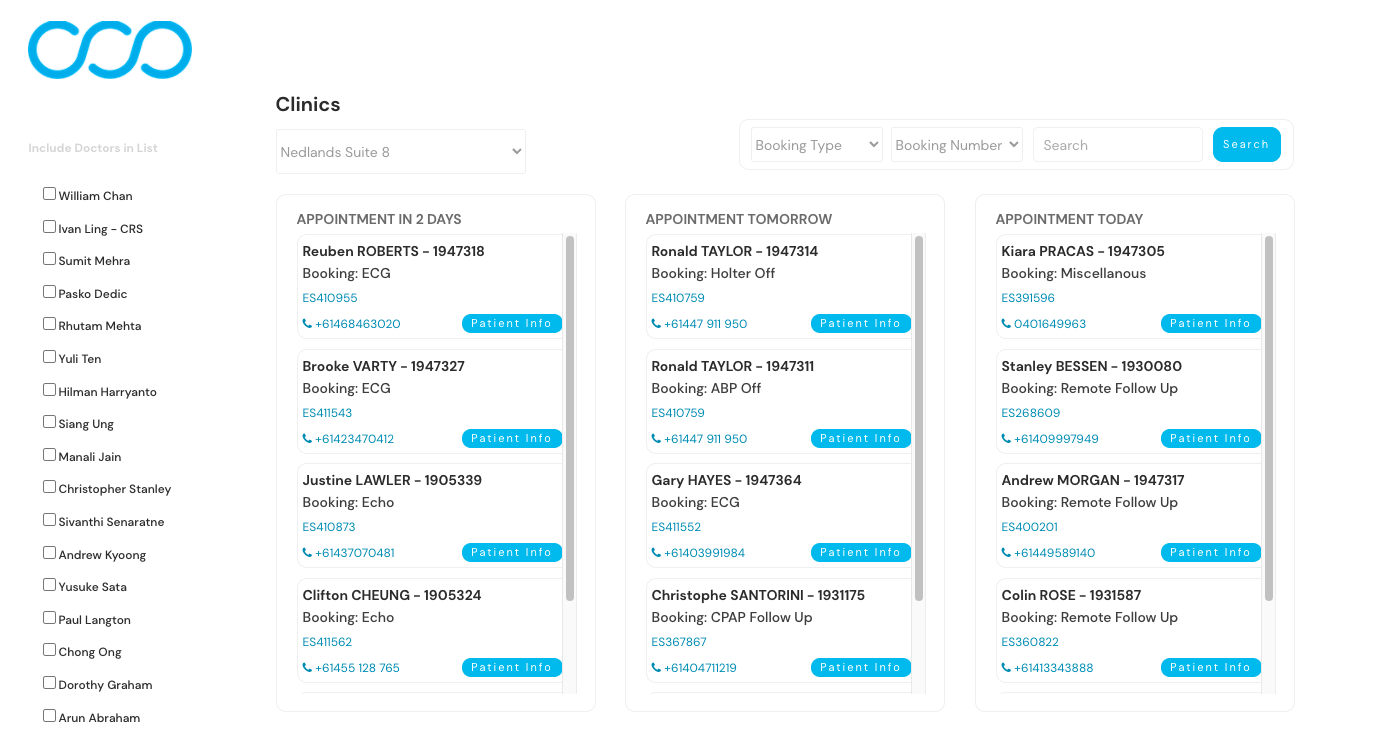 Clinics
Include Doctors in List
William Chan
Ivan Ling - CRS
Sumit Mehra
Pasko Dedic
Rhutam Mehta
Yuli Ten
Hilman Harryanto
Siang Ung
Manali Jain
Christopher Stanley
Sivanthi Senaratne
Andrew Kyoong
Yusuke Sata
Paul Langton
Chong Ong
Dorothy Graham
Arun Abraham
Nedlands Suite 8
Booking Type
Booking Number
Search
Search
APPOINTMENT IN 2 DAYS
Reuben ROBERTS - 1947318
Booking: ECG
ES410955
+61468463020
Patient Info
Brooke VARTY - 1947327
Booking: ECG
ES411543
+61423470412
Patient Info
Justine LAWLER - 1905339
Booking: Echo
ES410873
+61437070481
Patient Info
Clifton CHEUNG - 1905324
Booking: Echo
ES411562
+61455 128 765
Patient Info
APPOINTMENT TOMORROW
Ronald TAYLOR - 1947314
Booking: Holter Off
ES410759
+61447 911 950
Patient Info
Ronald TAYLOR - 1947311
Booking: ABP Off
ES410759
+61447 911 950
Patient Info
Gary HAYES - 1947364
Booking: ECG
ES411552
+61403991984
Patient Info
Christophe SANTORINI - 1931175
Booking: CPAP Follow Up
ES367867
+61404711219
Patient Info
APPOINTMENT TODAY
Kiara PRACAS - 1947305
Booking: Miscellanous
ES391596
0401649963
Patient Info
Stanley BESSEN - 1930080
Booking: Remote Follow Up
ES268609
+61409997949
Patient Info
Andrew MORGAN - 1947317
Booking: Remote Follow Up
ES400201
+61449589140
Patient Info
Colin ROSE - 1931587
Booking: Remote Follow Up
ES360822
+61413343888
Patient Info